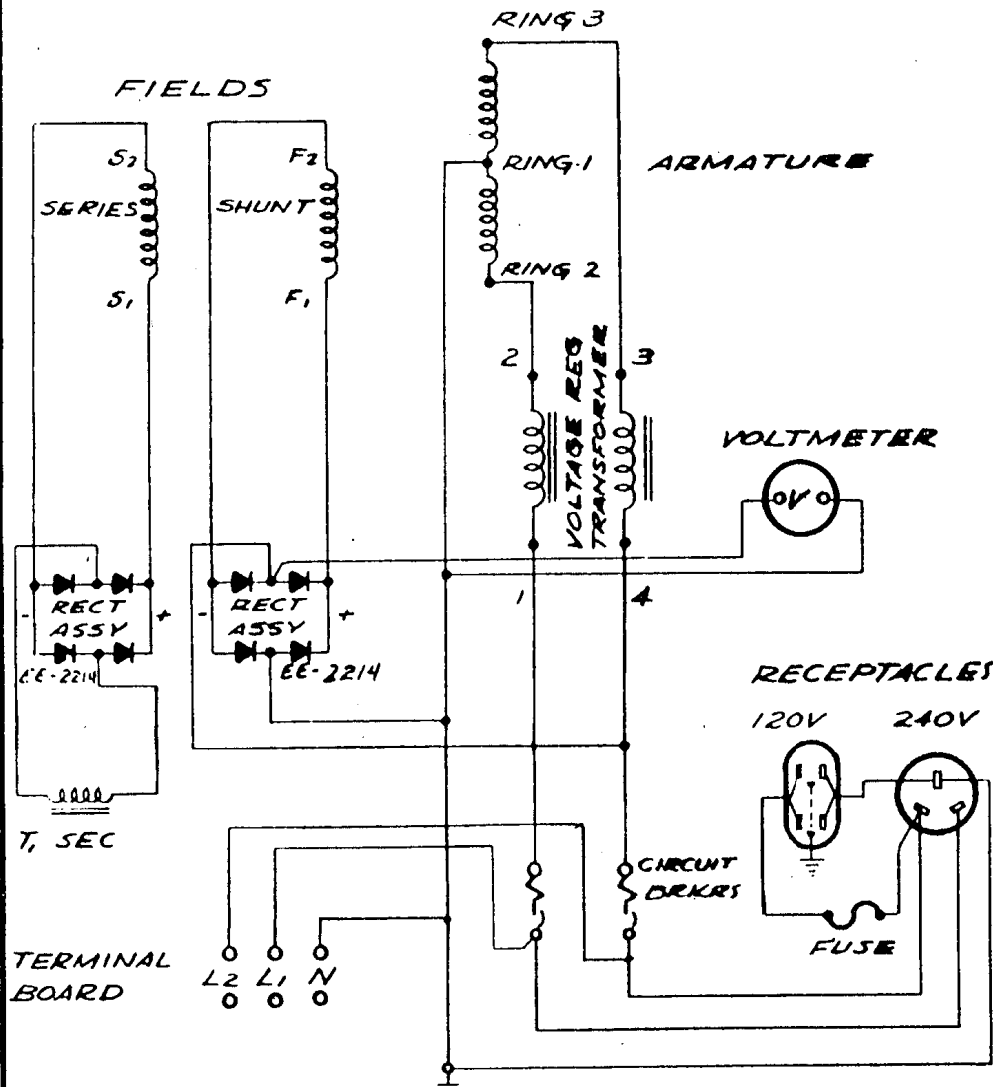 RING 3
FIELDS
S2
F2
RING.1
ARMATURE
SERIES
SHUNT
RING 2
S1
F1
2
3
VOLTAGE REG
TRANSFORMER
VOLTMETER
V
1
4
- RECT +
ASSY
EE-2214
- RECT +
ASSY
EE-2214
RECEPTACLES
120V
240V
T, SEC
CIRCUIT
BRKRS
FUSE
TERMINAL
BOARD
L2 L1 N